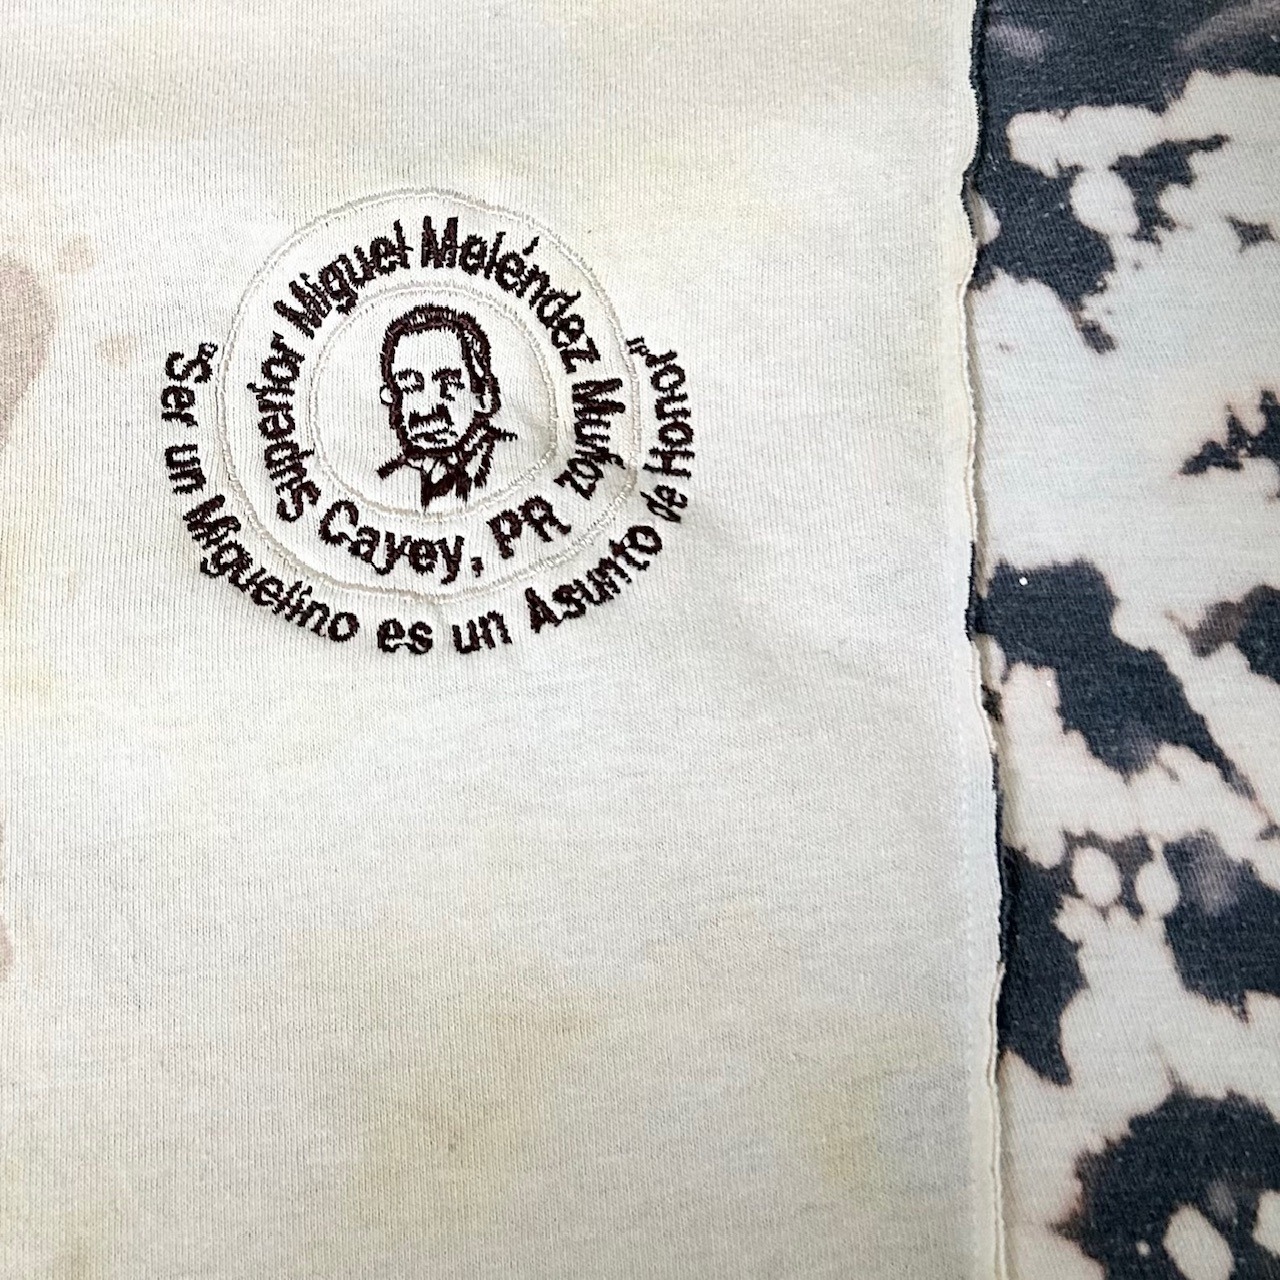 Superior Miguel Meléndez Muñoz
Cayey, PR
"Ser un Miguelino es un Asunto de Honor"